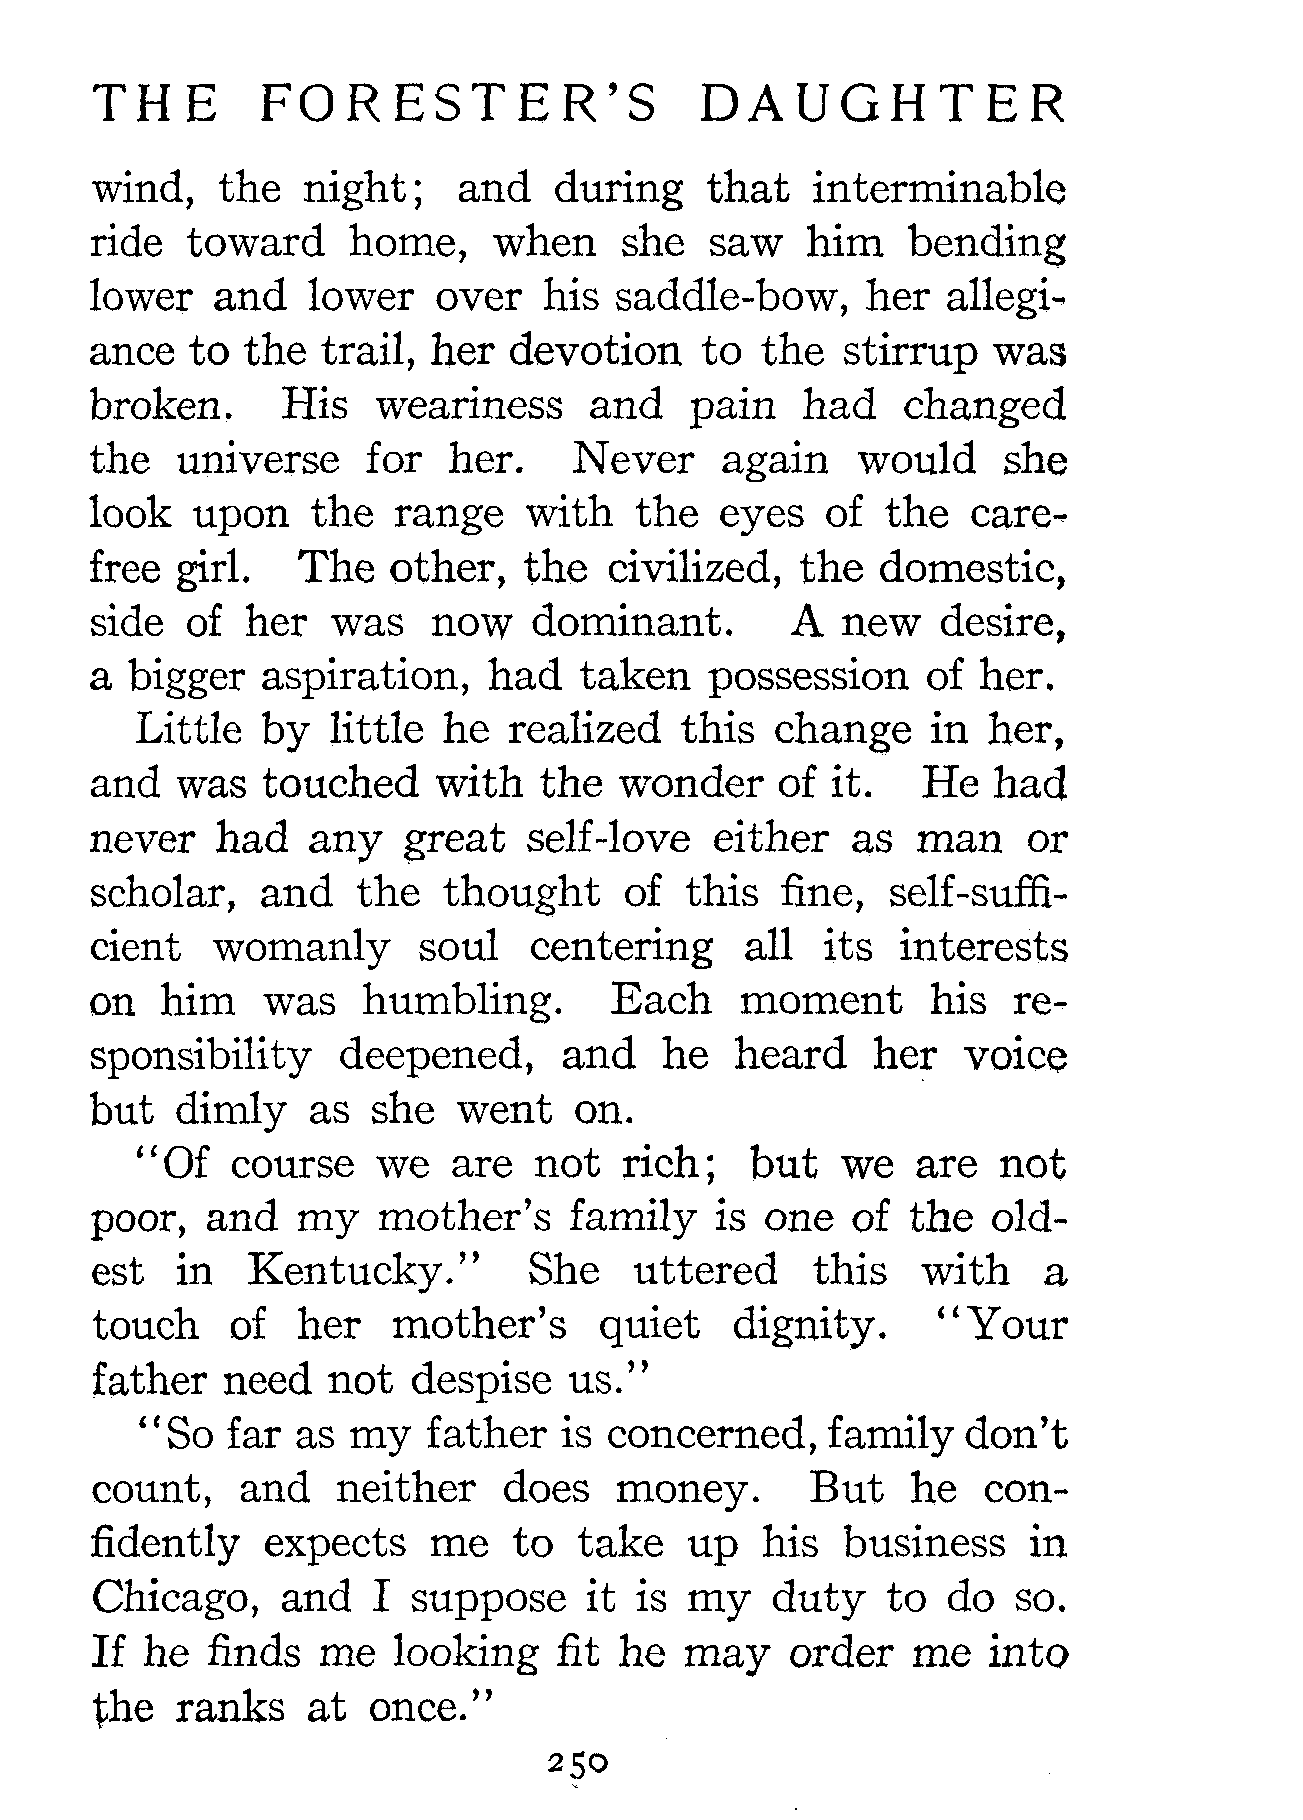 THE FORESTER'S DAUGHTER
wind, the night; and during that interminable
ride toward home, when she saw him bending
lower and lower over his saddle-bow, her allegi-
ance to the trail, her devotion to the stirrup was
broken. His weariness and pain had changed
the universe for her. Never again would she
look upon the range with the eyes of the care-
free girl. The other, the civilized, the domestic,
side of her was now dominant. A new desire,
a bigger aspiration, had taken possession of her.
Little by little he realized this change in her,
and was touched with the wonder of it. He had
never had any great self-love either as man or
scholar, and the thought of this fine, self-suffi-
cient womanly soul centering all its interests
on him was humbling. Each moment his re-
sponsibility deepened, and he heard her voice
but dimly as she went on.
"Of course we are not rich; but we are not
poor, and my mother's family is one of the old-
est in Kentucky." She uttered this with a
touch of her mother's quiet dignity. "Your
father need not despise us."
"So far as my father is concerned, family don't
count, and neither does money. But he con-
fidently expects me to take up his business in
Chicago, and I suppose it is my duty to do so.
If he finds me looking fit he may order me into
the ranks at once."
250